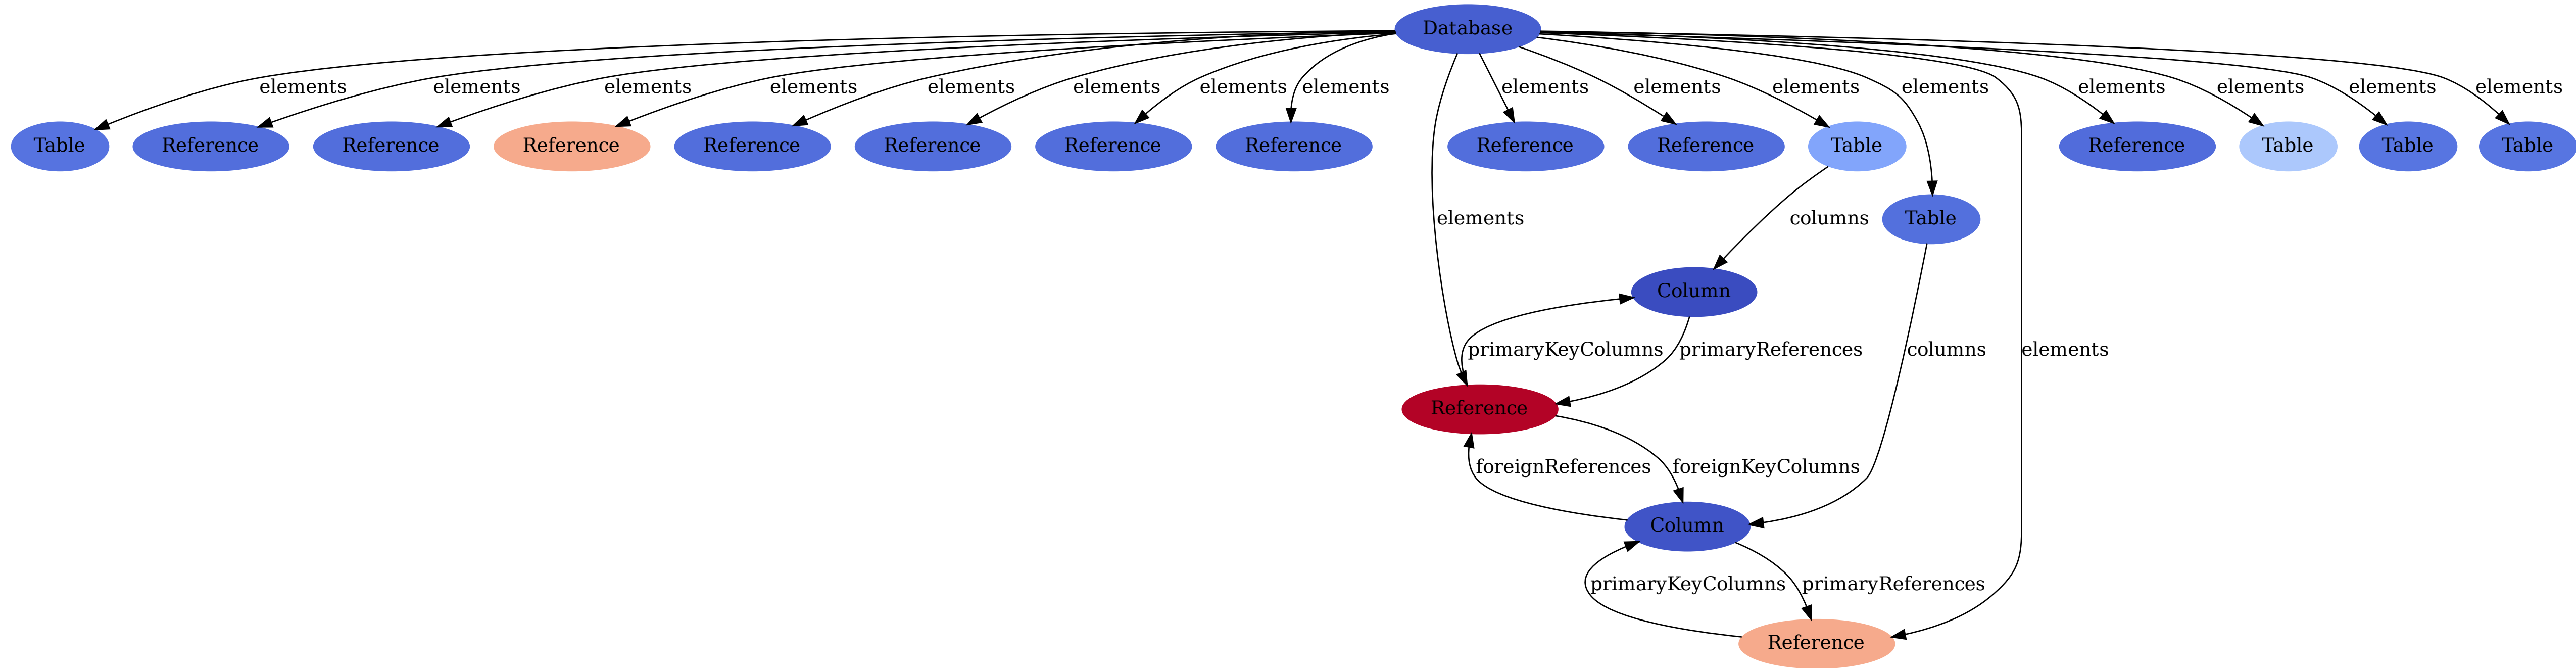 Database
elements elements elements elements elements elements elements elements elements elements elements elements elements elements elements elements
Table Reference Reference Reference Reference Reference Reference Reference Reference Reference Table Reference Table Table Table
elements columns Table
Column
primaryKeyColumns primaryReferences columns elements
Reference
foreignReferences foreignKeyColumns
Column
primaryKeyColumns primaryReferences
Reference